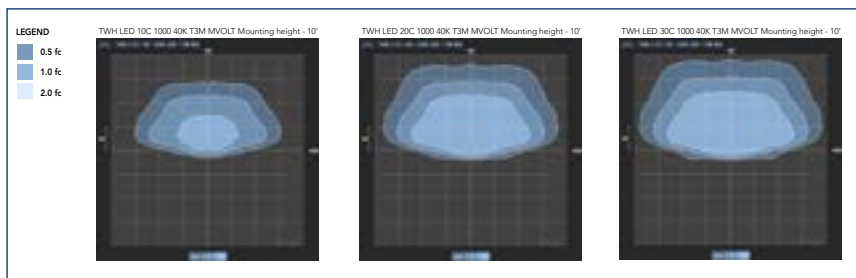 LEGEND
0.5 fc
1.0 fc
2.0 fc
TWH LED 10C 1000 40K T3M MVOLT Mounting height - 10'
TWH LED 20C 1000 40K T3M MVOLT Mounting height - 10'
TWH LED 30C 1000 40K T3M MVOLT Mounting height - 10'